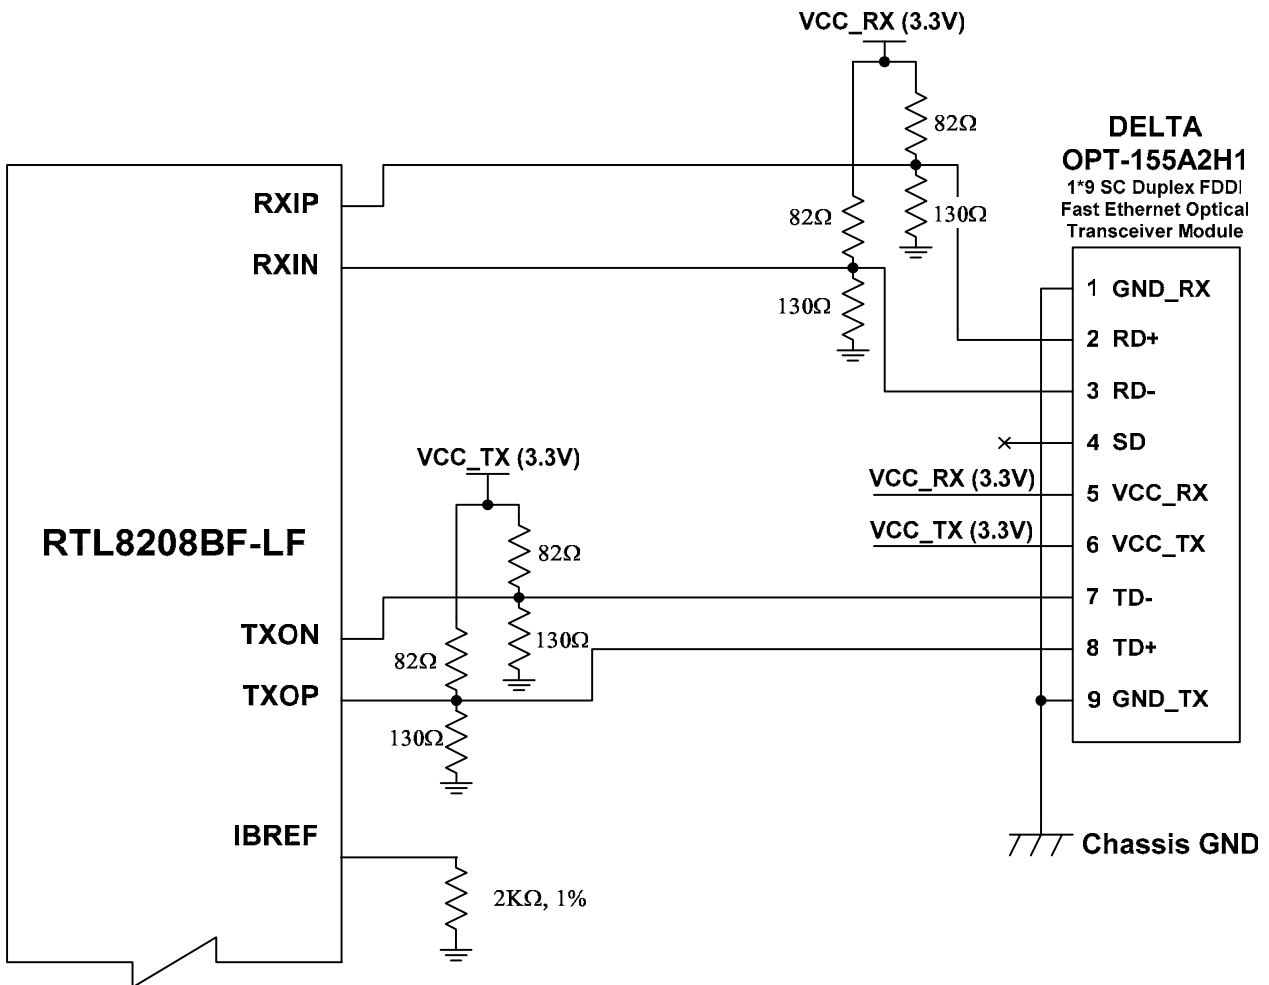 VCC_RX (3.3V)
82Ω
DELTA
OPT-155A2H1
1*9 SC Duplex FDDI
Fast Ethernet Optical
Transceiver Module
RXIP
82Ω
130Ω
RXIN
130Ω
1 GND_RX
2 RD+
3 RD-
4 SD
VCC_RX (3.3V)
5 VCC_RX
VCC_TX (3.3V)
6 VCC_TX
7 TD-
8 TD+
9 GND_TX
VCC_TX (3.3V)
RTL8208BF-LF
82Ω
TXON
130Ω
82Ω
TXOP
130Ω
IBREF
2KΩ, 1%
Chassis GND